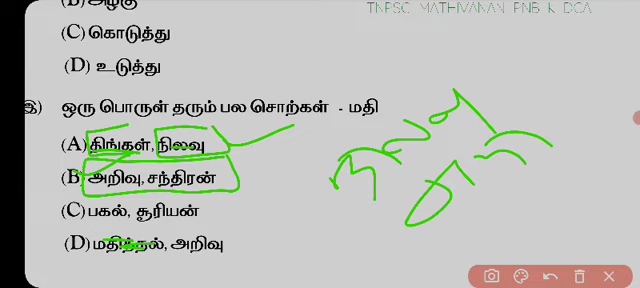 TNPSC MATHIVANAN PNB K DCA
(B) அழகு
(C) கொடுத்து
(D) உடுத்து
இ) ஒரு பொருள் தரும் பல சொற்கள் - மதி
(A) திங்கள், நிலவு
(B) அறிவு, சந்திரன்
(C) பகல், சூரியன்
(D) மதித்தல், அறிவு